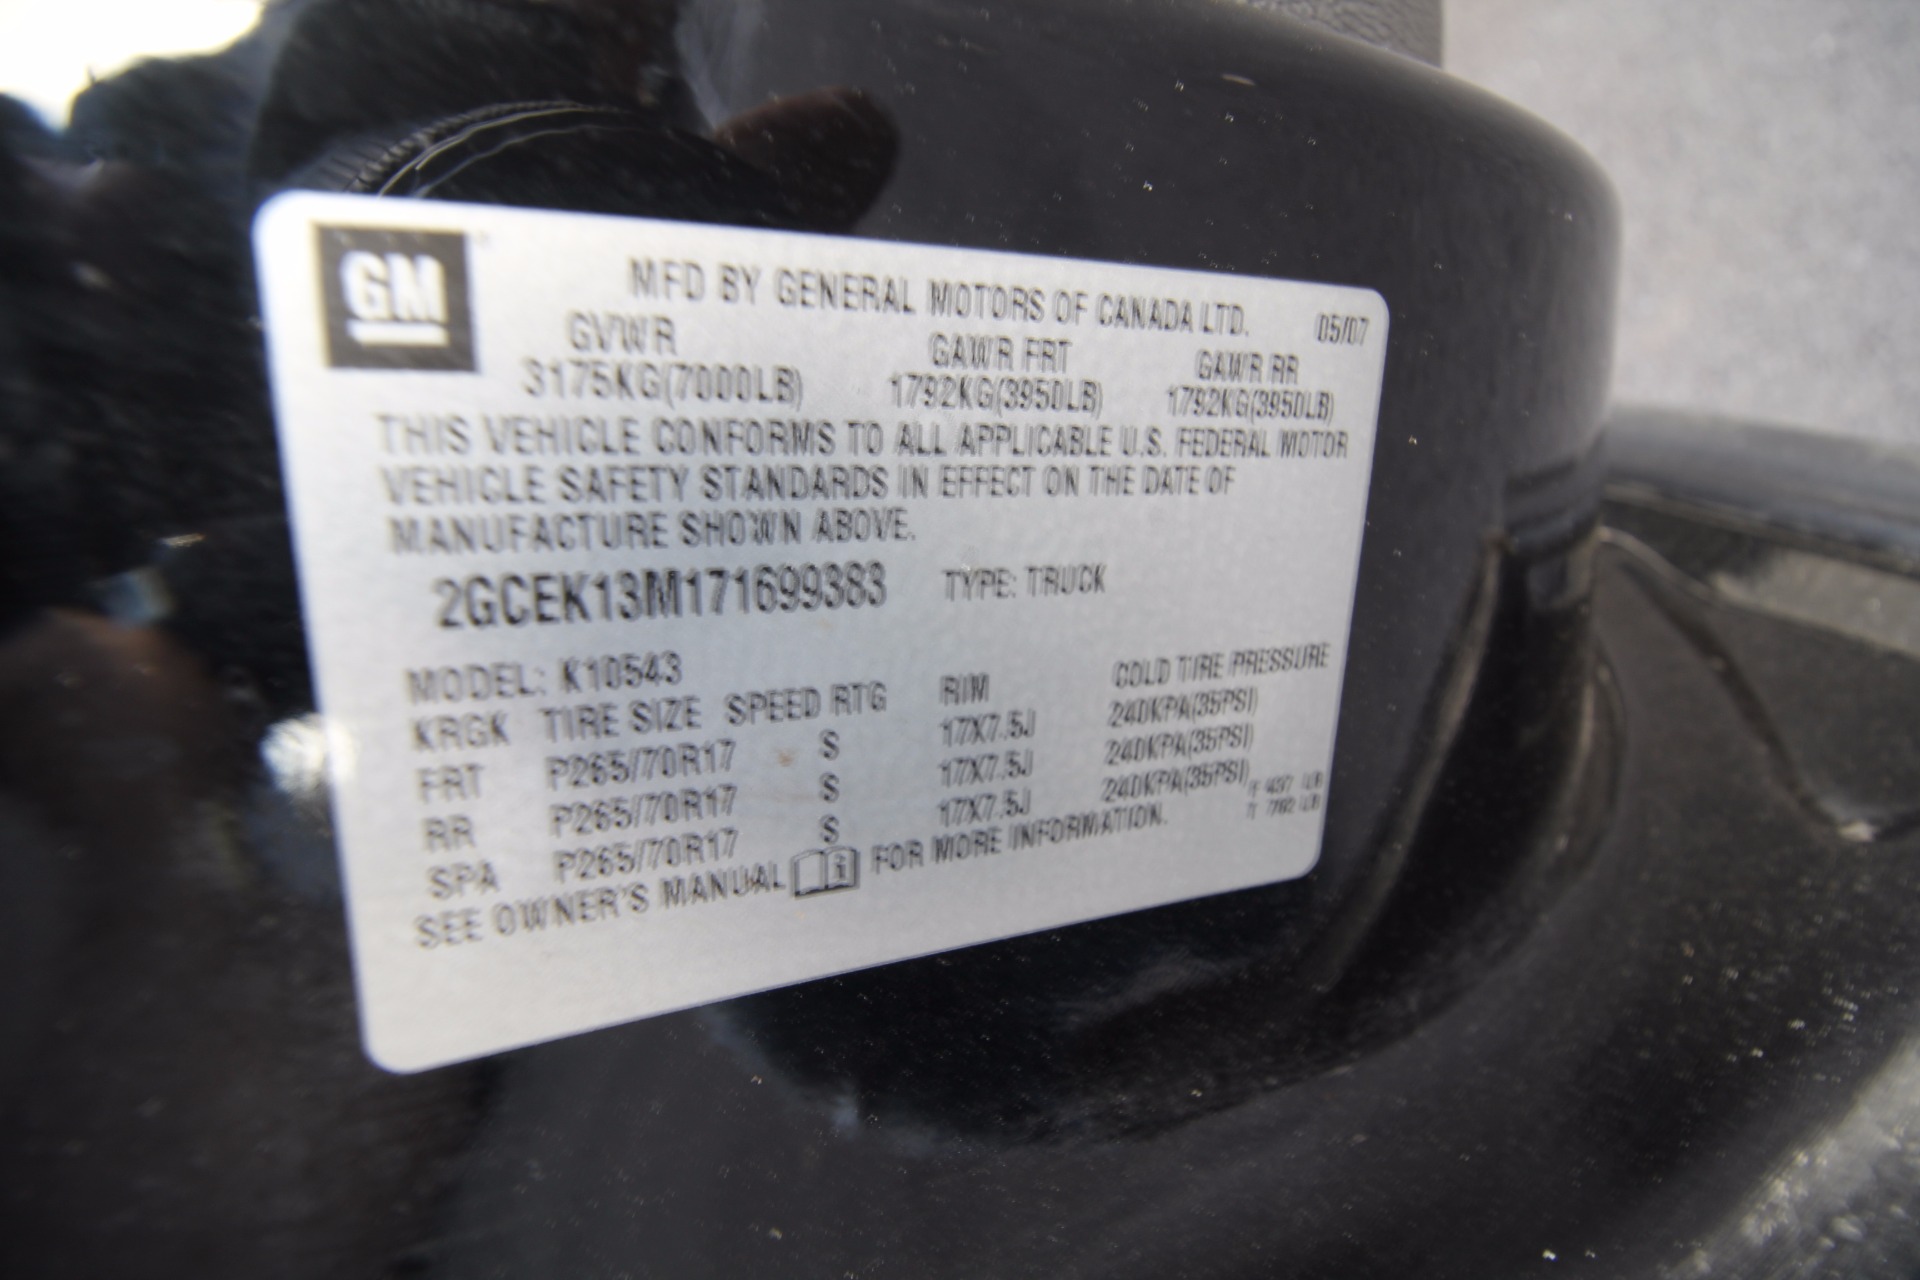 GM
MFD BY GENERAL MOTORS OF CANADA LTD. 05/07
GVWR GAWR FRT GAWR RR
3175KG(7000LB) 1792KG(3950LB) 1792KG(3950LB)
THIS VEHICLE CONFORMS TO ALL APPLICABLE U.S. FEDERAL MOTOR
VEHICLE SAFETY STANDARDS IN EFFECT ON THE DATE OF
MANUFACTURE SHOWN ABOVE.
2GCEK13M171699383 TYPE: TRUCK
MODEL: K10543
KRGK TIRE SIZE SPEED RTG RIM COLD TIRE PRESSURE
FRT P265/70R17 S 17X7.5J 240KPA(35PSI)
RR P265/70R17 S 17X7.5J 240KPA(35PSI)
SPA P265/70R17 S 17X7.5J 240KPA(35PSI)
SEE OWNER'S MANUAL FOR MORE INFORMATION.